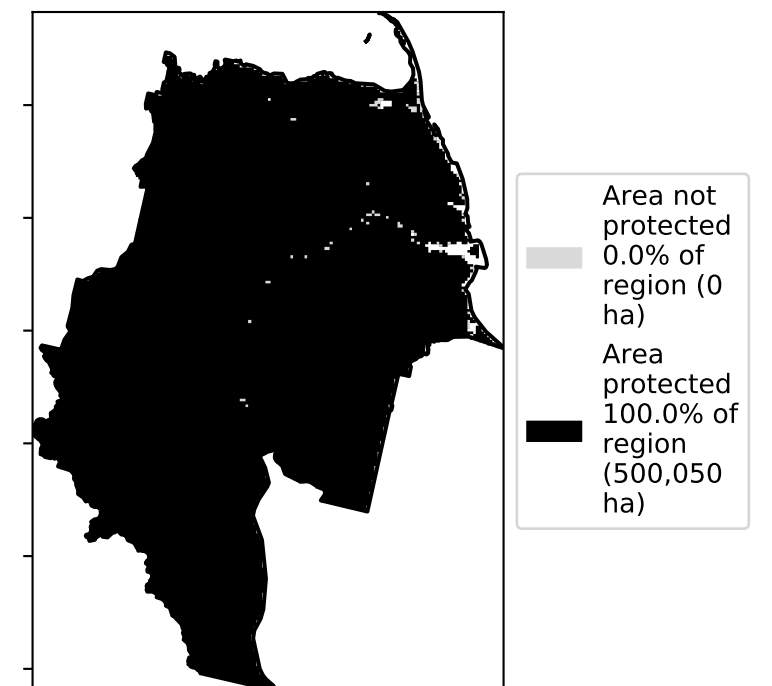 Area not
protected
0.0% of
region (0
ha)
Area
protected
100.0% of
region
(500,050
ha)